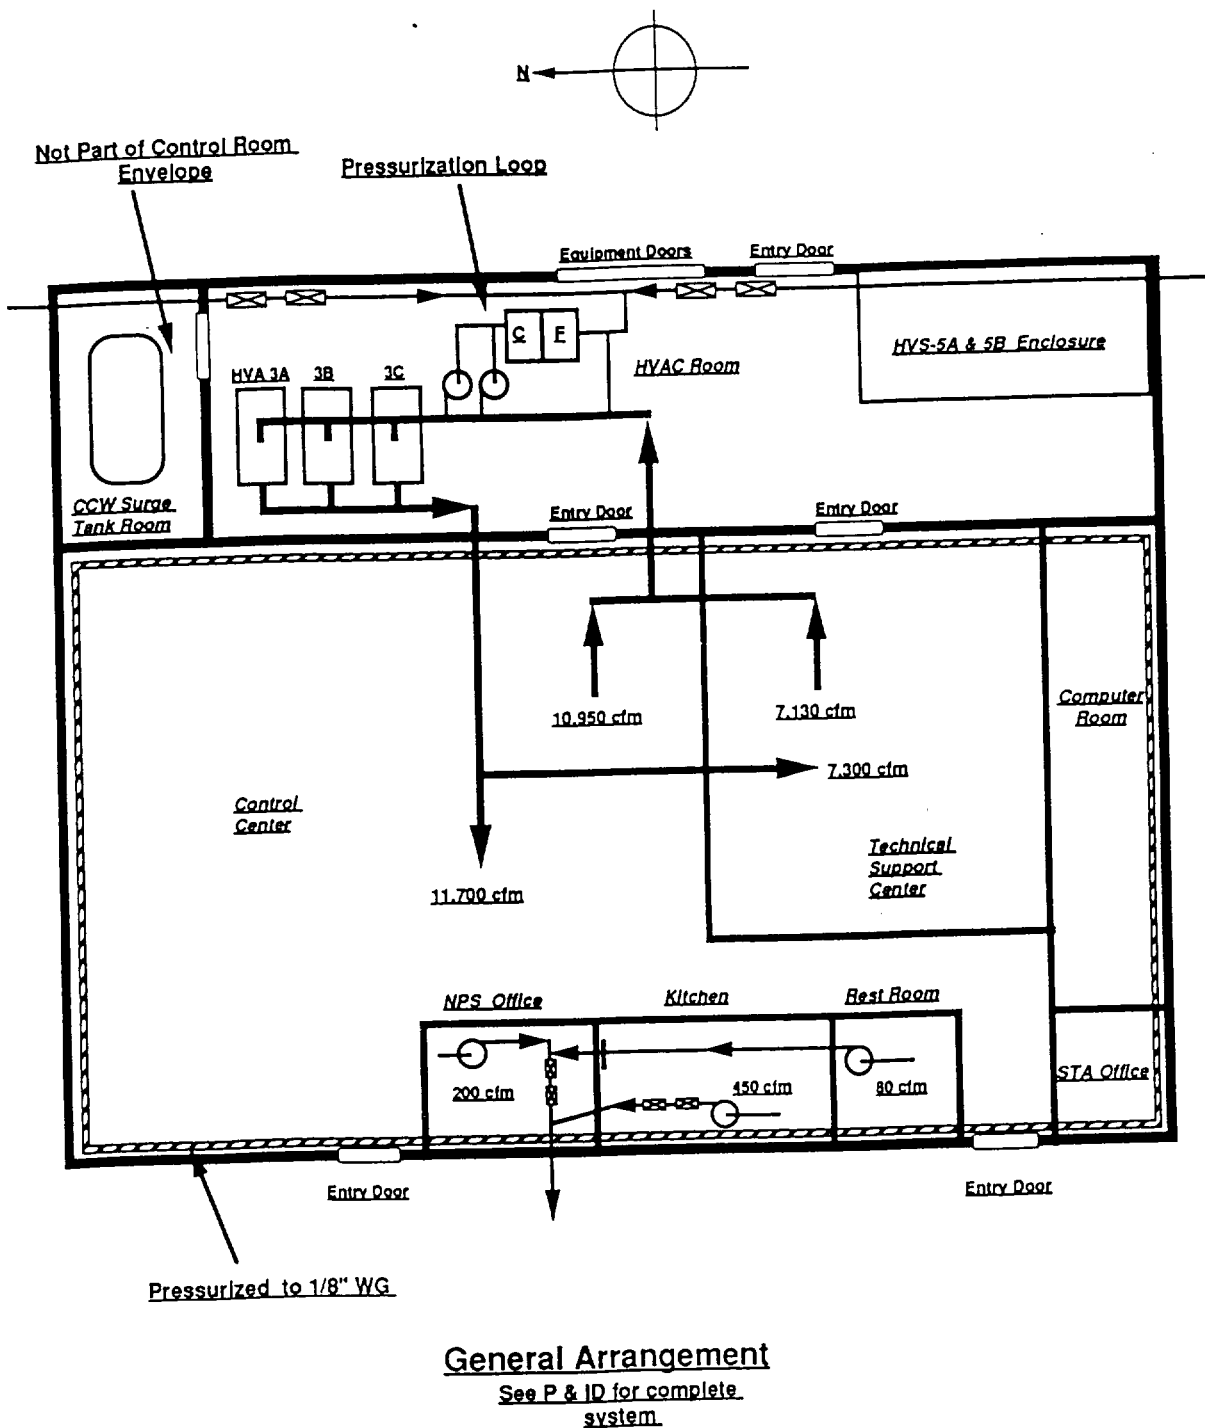 N
Not Part of Control Room
Envelope
Pressurization Loop
Equipment Doors
Entry Door
C
F
HVAC Room
HVS-5A & 5B Enclosure
HVA 3A
3B
3C
CCW Surge
Tank Room
Entry Door
Entry Door
10,950 cfm
7,130 cfm
Computer
Room
7,300 cfm
Control
Center
Technical
Support
Center
11,700 cfm
NPS Office
Kitchen
Rest Room
200 cfm
450 cfm
80 cfm
STA Office
Entry Door
Entry Door
Pressurized to 1/8" WG
General Arrangement
See P & ID for complete
system